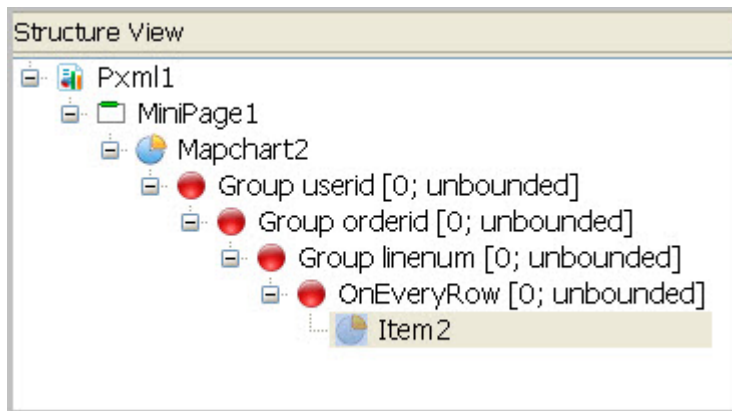 Structure View
Pxml1
MiniPage1
Mapchart2
Group userid [0; unbounded]
Group orderid [0; unbounded]
Group linenum [0; unbounded]
OnEveryRow [0; unbounded]
Item2